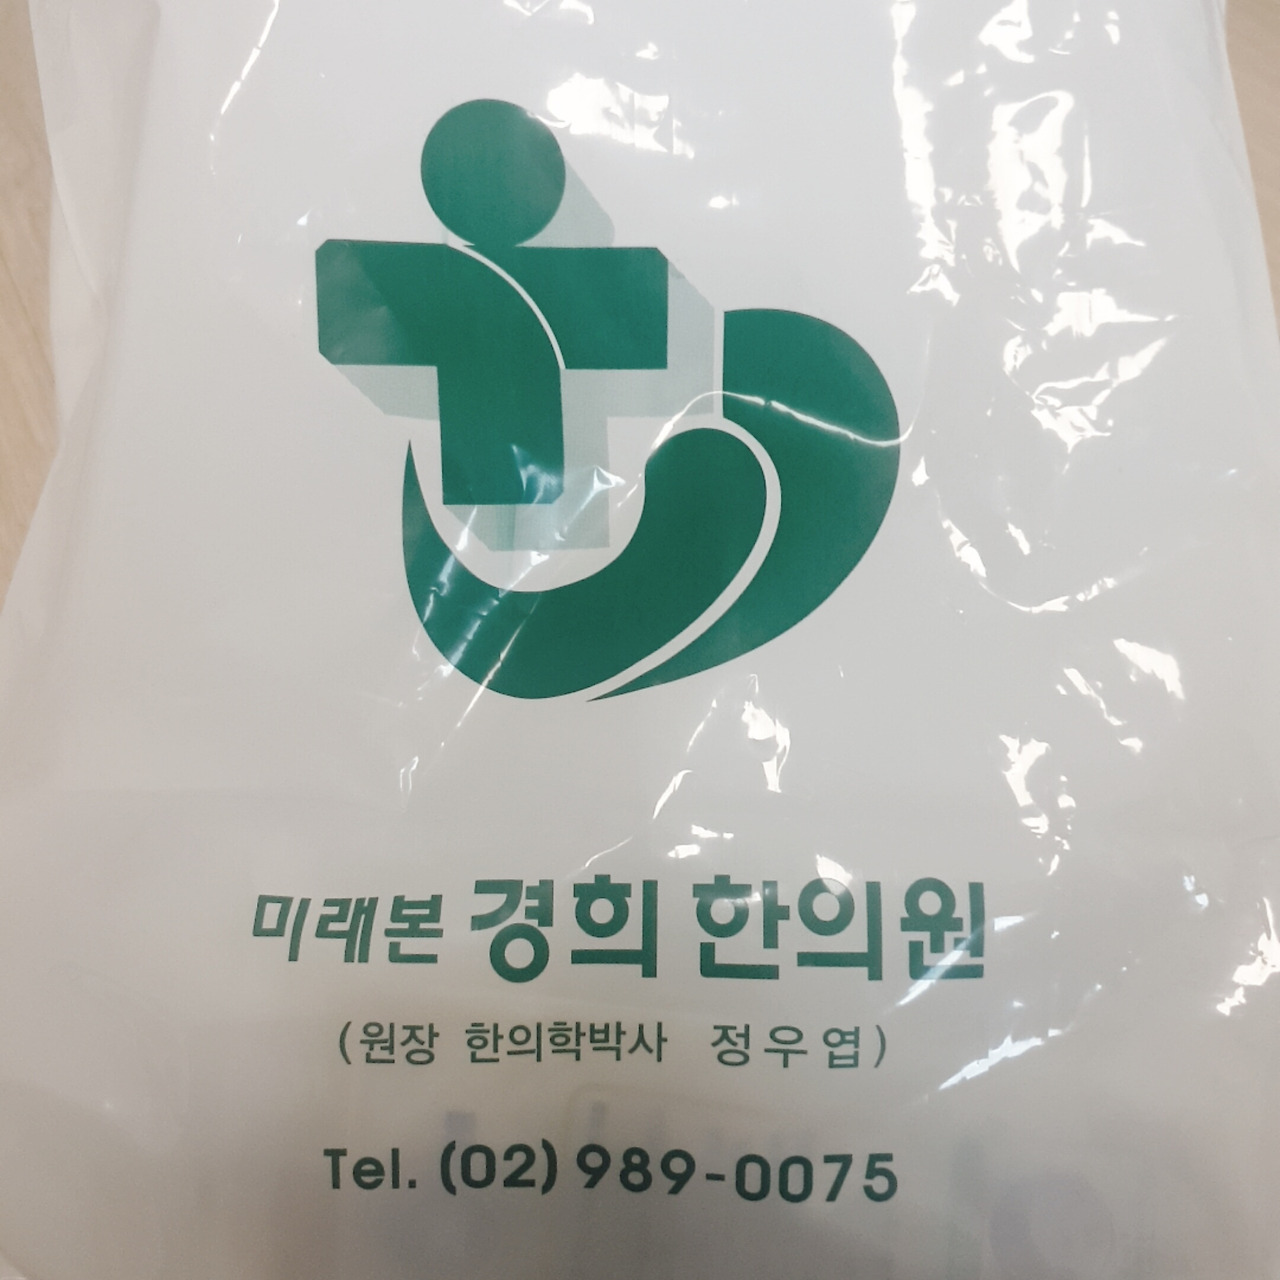 미래본 경희 한의원
(원장 한의학박사 정우엽)
Tel. (02) 989-0075